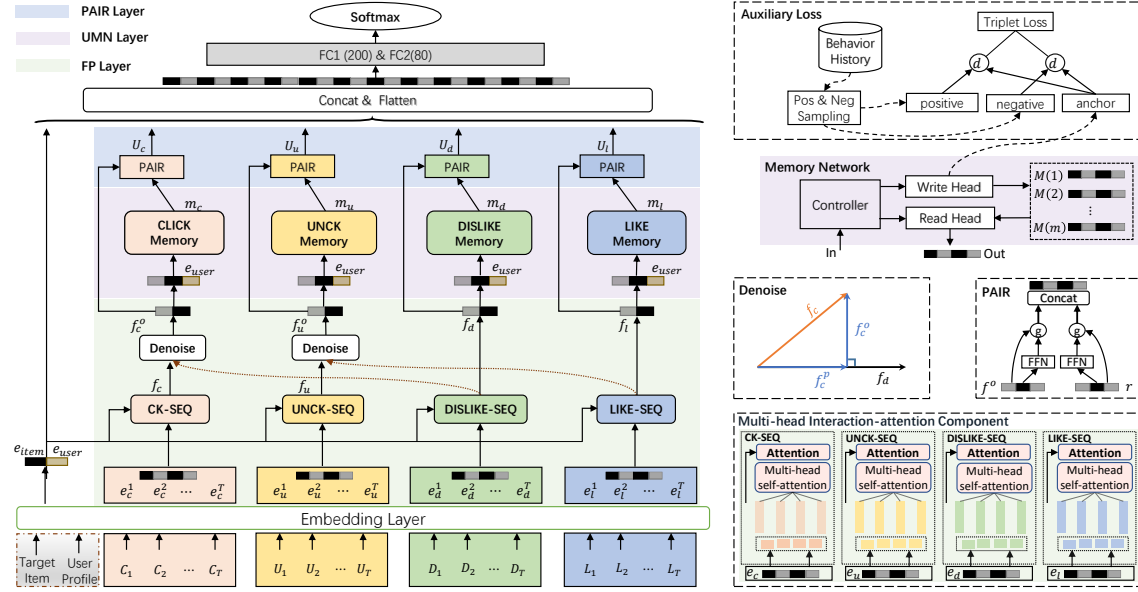 PAIR Layer
UMN Layer
FP Layer
Softmax
FC1 (200) & FC2(80)
Concat & Flatten
U_c
U_u
U_d
U_l
PAIR
PAIR
PAIR
PAIR
m_c
m_u
m_d
m_l
CLICK
Memory
UNCK
Memory
DISLIKE
Memory
LIKE
Memory
e_user
e_user
e_user
e_user
f_c^o
f_u^o
f_d
f_l
Denoise
Denoise
f_c
f_u
CK-SEQ
UNCK-SEQ
DISLIKE-SEQ
LIKE-SEQ
e_item
e_user
e_c^1 e_c^2 ⋯ e_c^T
e_u^1 e_u^2 ⋯ e_u^T
e_d^1 e_d^2 ⋯ e_d^T
e_l^1 e_l^2 ⋯ e_l^T
Embedding Layer
Target
Item
User
Profile
C_1 C_2 ⋯ C_T
U_1 U_2 ⋯ U_T
D_1 D_2 ⋯ D_T
L_1 L_2 ⋯ L_T
Auxiliary Loss
Behavior
History
Triplet Loss
d
d
Pos & Neg
Sampling
positive
negative
anchor
Memory Network
Controller
Write Head
Read Head
M(1)
M(2)
⋮
M(m)
In
Out
Denoise
f_c
f_c^o
f_c^p
f_d
PAIR
Concat
g
g
FFN
FFN
f^o
r
Multi-head Interaction-attention Component
CK-SEQ
UNCK-SEQ
DISLIKE-SEQ
LIKE-SEQ
Attention
Attention
Attention
Attention
Multi-head
self-attention
Multi-head
self-attention
Multi-head
self-attention
Multi-head
self-attention
e_c
e_u
e_d
e_l